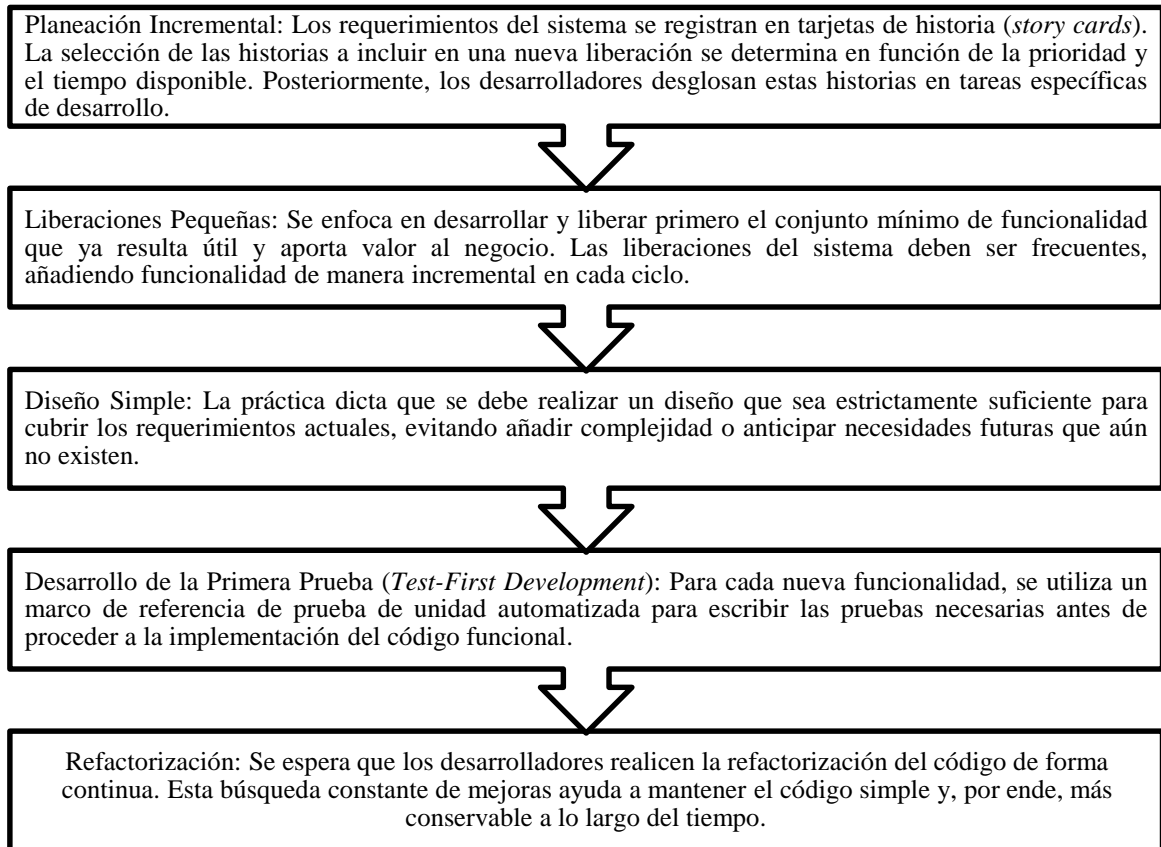 Planeación Incremental: Los requerimientos del sistema se registran en tarjetas de historia (story cards).
La selección de las historias a incluir en una nueva liberación se determina en función de la prioridad y
el tiempo disponible. Posteriormente, los desarrolladores desglosan estas historias en tareas específicas
de desarrollo.
Liberaciones Pequeñas: Se enfoca en desarrollar y liberar primero el conjunto mínimo de funcionalidad
que ya resulta útil y aporta valor al negocio. Las liberaciones del sistema deben ser frecuentes,
añadiendo funcionalidad de manera incremental en cada ciclo.
Diseño Simple: La práctica dicta que se debe realizar un diseño que sea estrictamente suficiente para
cubrir los requerimientos actuales, evitando añadir complejidad o anticipar necesidades futuras que aún
no existen.
Desarrollo de la Primera Prueba (Test-First Development): Para cada nueva funcionalidad, se utiliza un
marco de referencia de prueba de unidad automatizada para escribir las pruebas necesarias antes de
proceder a la implementación del código funcional.
Refactorización: Se espera que los desarrolladores realicen la refactorización del código de forma
continua. Esta búsqueda constante de mejoras ayuda a mantener el código simple y, por ende, más
conservable a lo largo del tiempo.